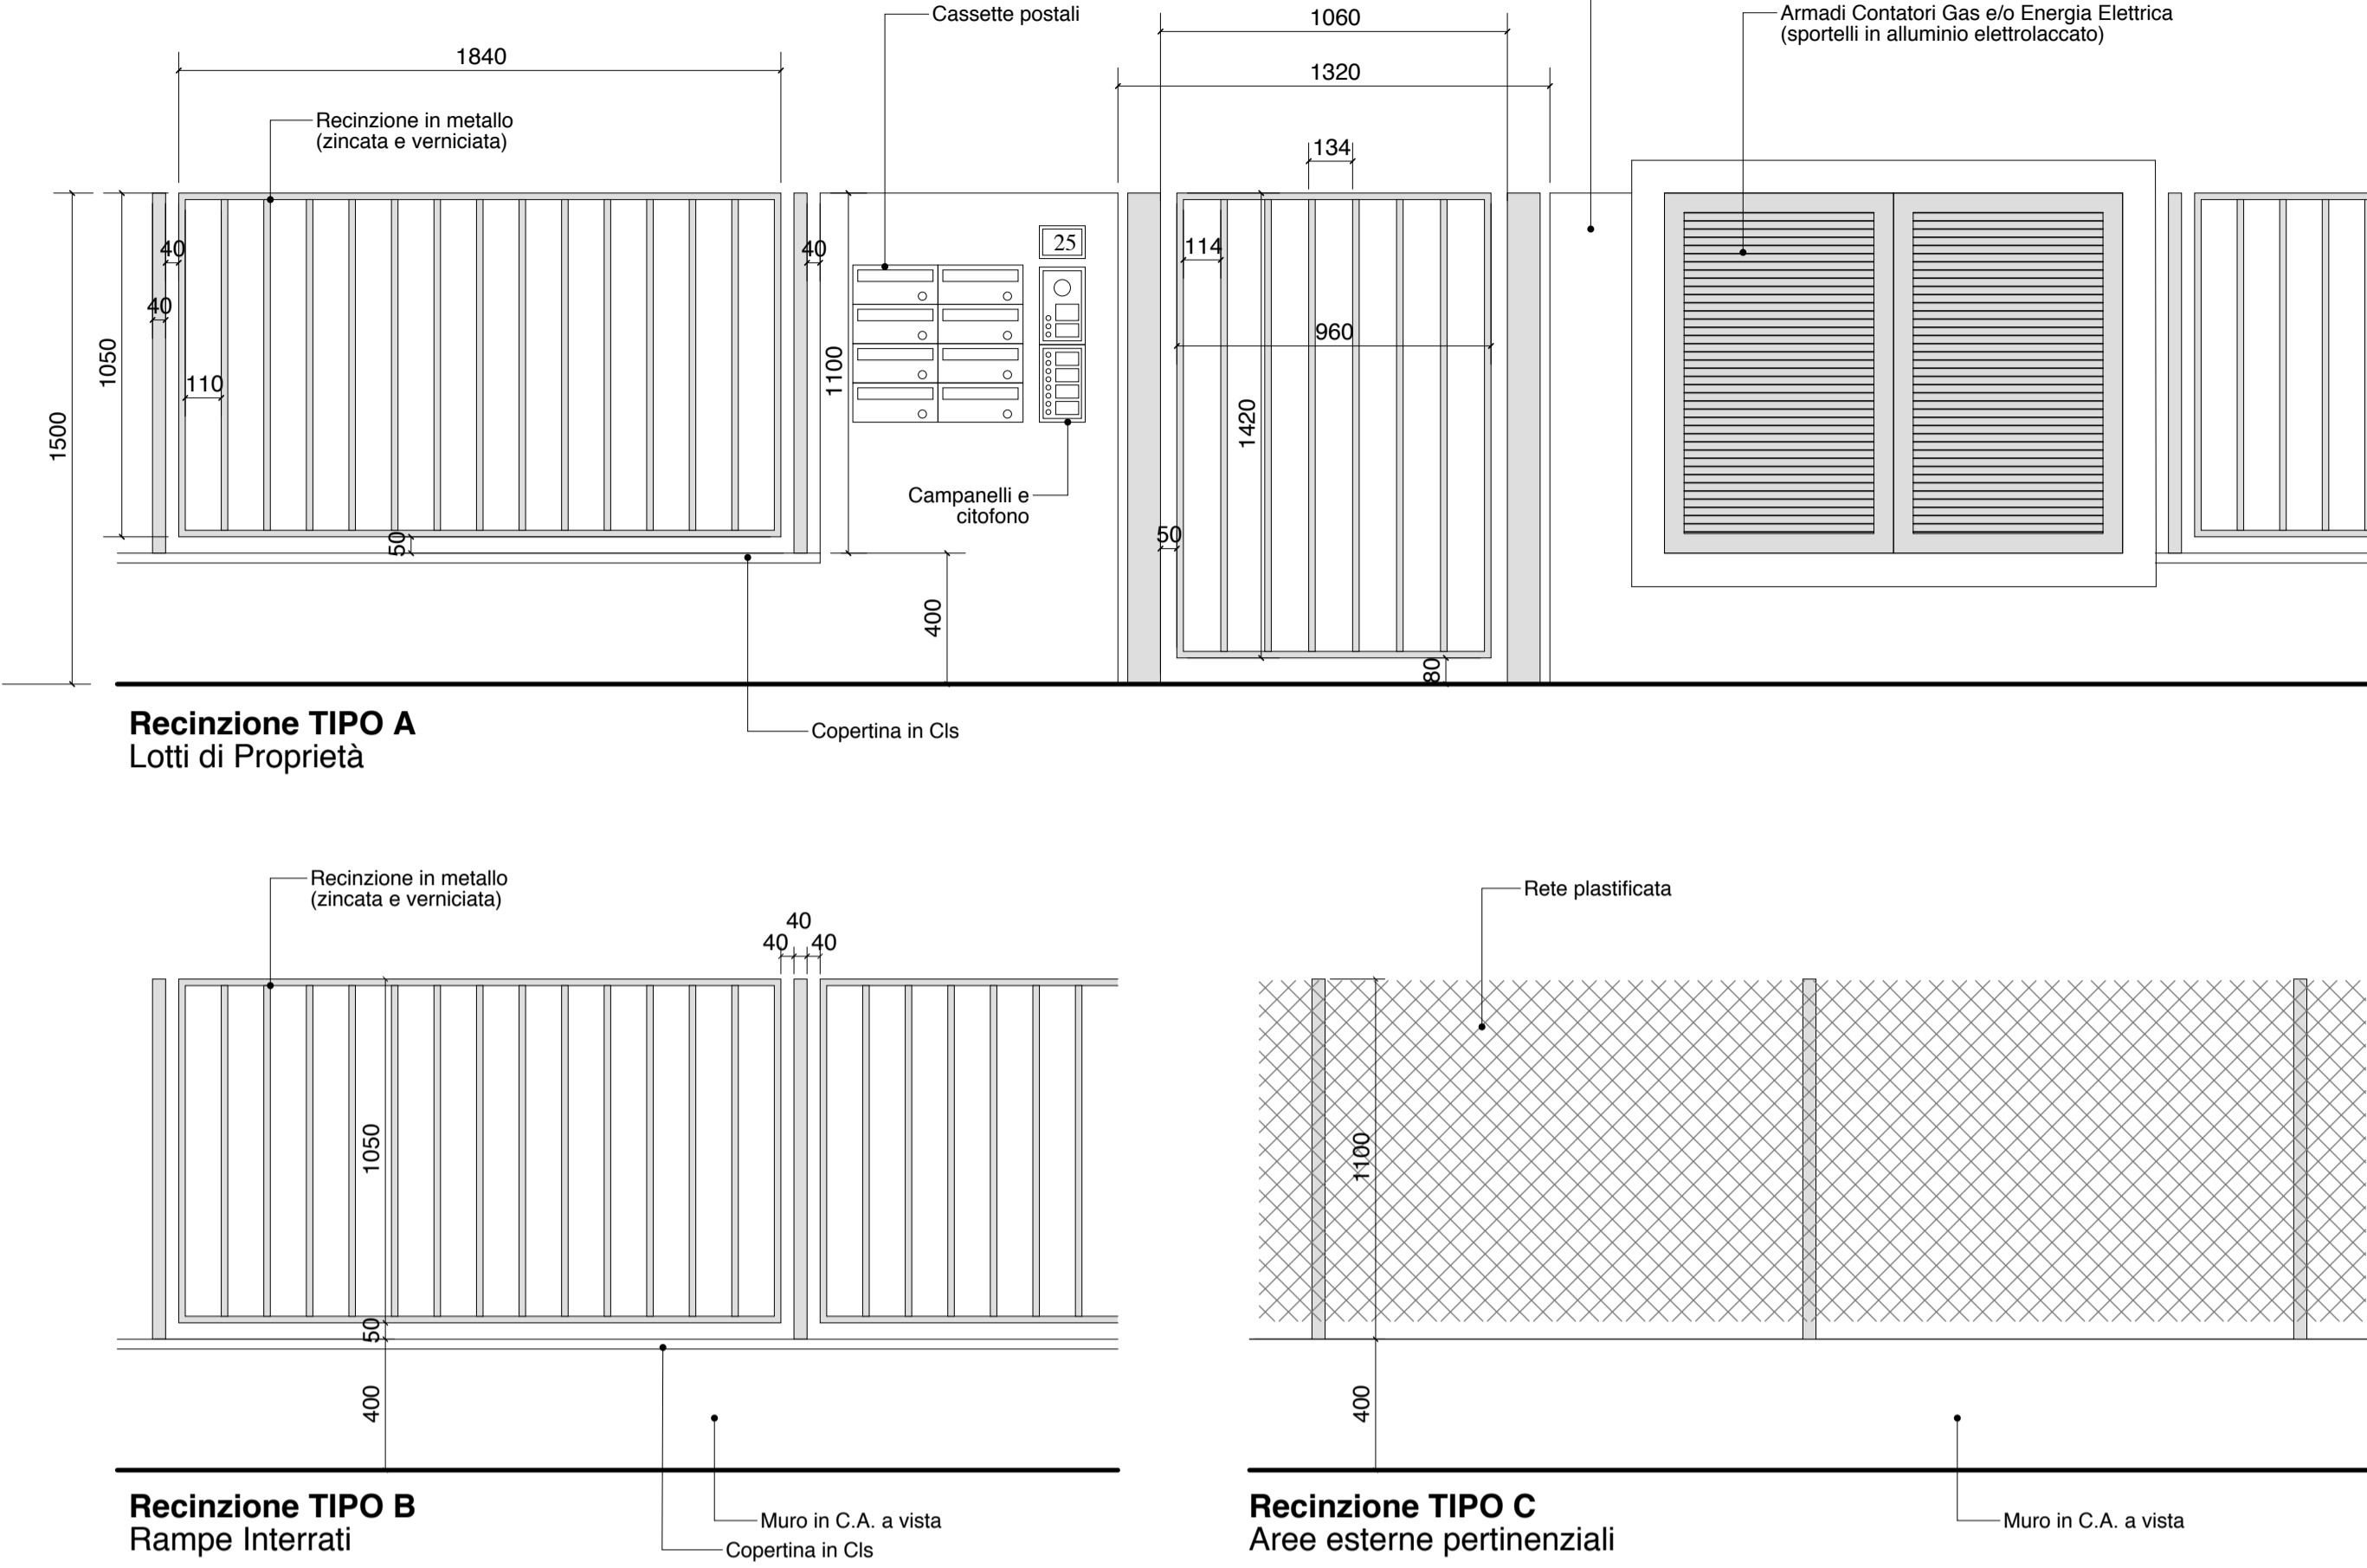 Cassette postali
1060
Armadi Contatori Gas e/o Energia Elettrica
(sportelli in alluminio elettrolaccato)
1840
1320
Recinzione in metallo
(zincata e verniciata)
134
40
40
25
114
40
960
1050
1100
110
1500
1420
Campanelli e
citofono
50
50
400
80
Recinzione TIPO A
Lotti di Proprietà
Copertina in Cls
Recinzione in metallo
(zincata e verniciata)
40
40
40
1050
50
400
Recinzione TIPO B
Rampe Interrati
Muro in C.A. a vista
Copertina in Cls
Rete plastificata
1100
400
Recinzione TIPO C
Aree esterne pertinenziali
Muro in C.A. a vista